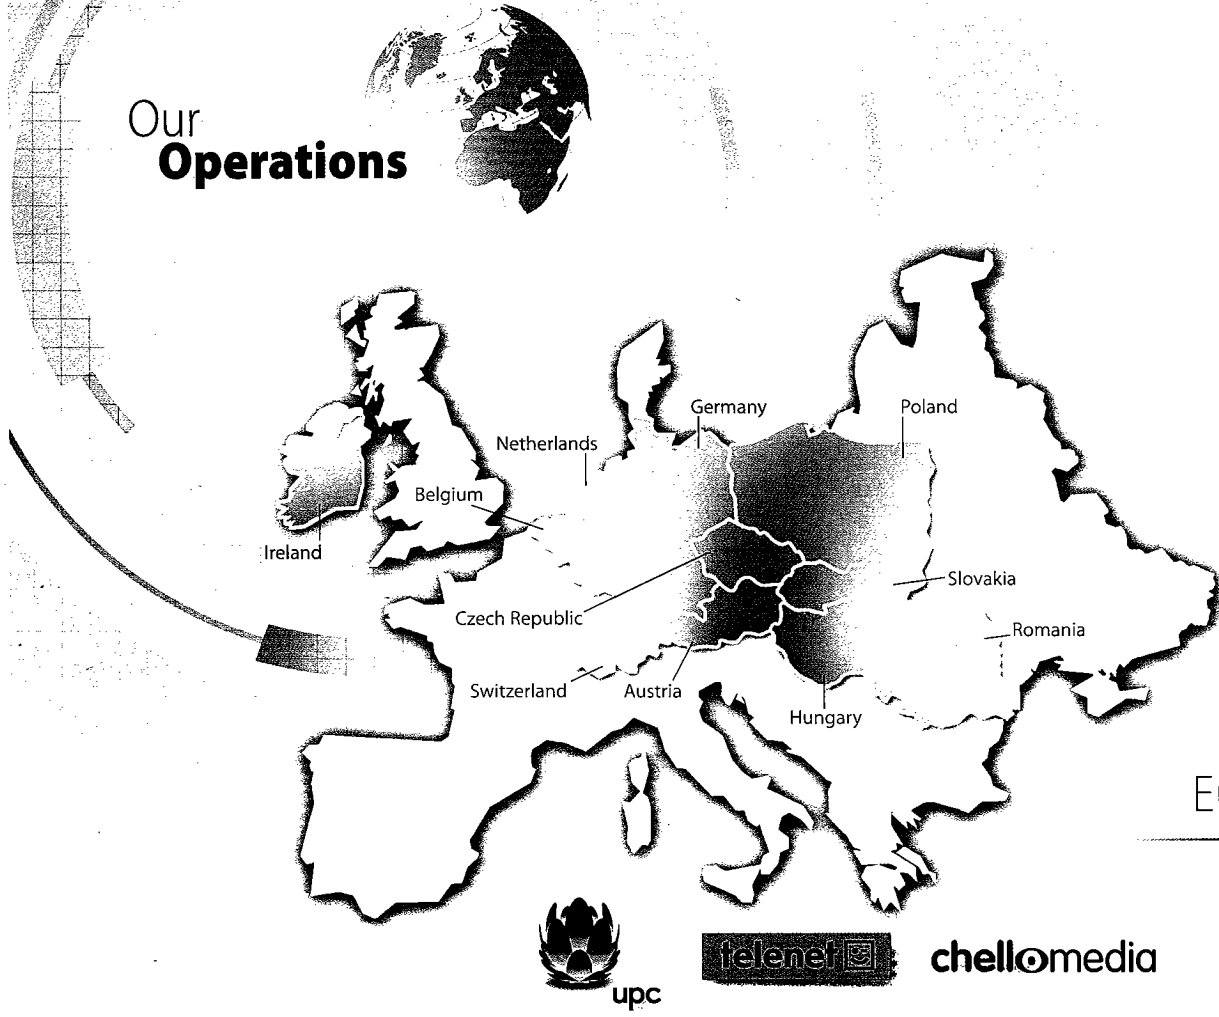 Our
Operations
Germany
Poland
Netherlands
Belgium
Ireland
Slovakia
Czech Republic
Romania
Switzerland
Austria
Hungary
telenet
chellomedia
upc